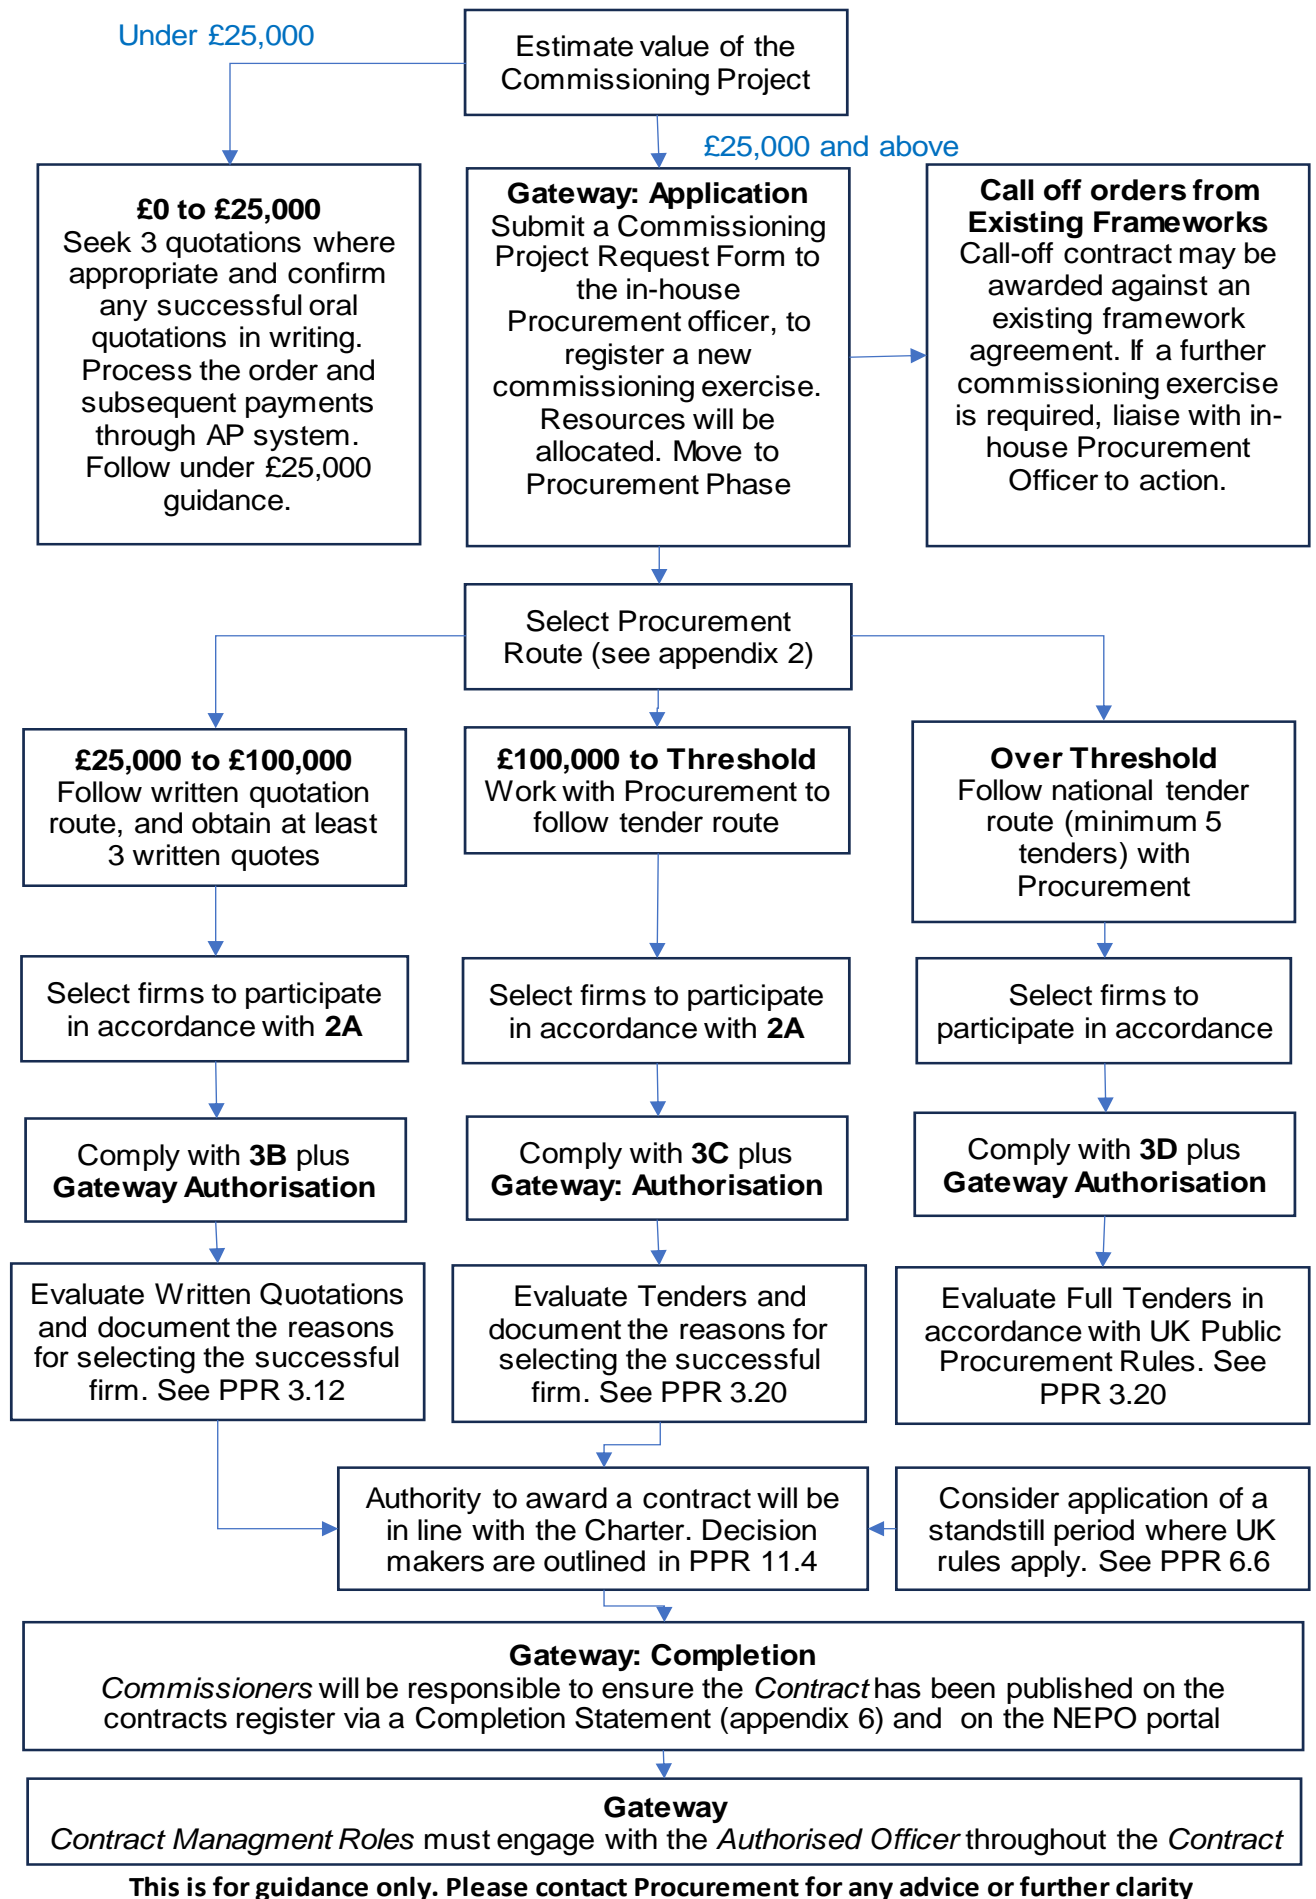 Under £25,000
Estimate value of the
Commissioning Project
£25,000 and above
£0 to £25,000
Seek 3 quotations where
appropriate and confirm
any successful oral
quotations in writing.
Process the order and
subsequent payments
through AP system.
Follow under £25,000
guidance.
Gateway: Application
Submit a Commissioning
Project Request Form to
the in-house
Procurement officer, to
register a new
commissioning exercise.
Resources will be
allocated. Move to
Procurement Phase
Call off orders from
Existing Frameworks
Call-off contract may be
awarded against an
existing framework
agreement. If a further
commissioning exercise
is required, liaise with in-
house Procurement
Officer to action.
Select Procurement
Route (see appendix 2)
£25,000 to £100,000
Follow written quotation
route, and obtain at least
3 written quotes
£100,000 to Threshold
Work with Procurement to
follow tender route
Over Threshold
Follow national tender
route (minimum 5
tenders) with
Procurement
Select firms to participate
in accordance with 2A
Select firms to participate
in accordance with 2A
Select firms to
participate in accordance
Comply with 3B plus
Gateway Authorisation
Comply with 3C plus
Gateway: Authorisation
Comply with 3D plus
Gateway Authorisation
Evaluate Written Quotations
and document the reasons
for selecting the successful
firm. See PPR 3.12
Evaluate Tenders and
document the reasons for
selecting the successful
firm. See PPR 3.20
Evaluate Full Tenders in
accordance with UK Public
Procurement Rules. See
PPR 3.20
Authority to award a contract will be
in line with the Charter. Decision
makers are outlined in PPR 11.4
Consider application of a
standstill period where UK
rules apply. See PPR 6.6
Gateway: Completion
Commissioners will be responsible to ensure the Contract has been published on the
contracts register via a Completion Statement (appendix 6) and on the NEPO portal
Gateway
Contract Managment Roles must engage with the Authorised Officer throughout the Contract
This is for guidance only. Please contact Procurement for any advice or further clarity